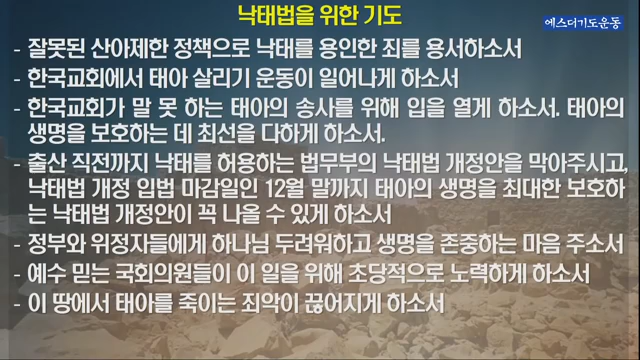 낙태법을 위한 기도
에스더기도운동
- 잘못된 산아제한 정책으로 낙태를 용인한 죄를 용서하소서
- 한국교회에서 태아 살리기 운동이 일어나게 하소서
- 한국교회가 말 못 하는 태아의 송사를 위해 입을 열게 하소서. 태아의
생명을 보호하는 데 최선을 다하게 하소서.
- 출산 직전까지 낙태를 허용하는 법무부의 낙태법 개정안을 막아주시고,
낙태법 개정 입법 마감일인 12월 말까지 태아의 생명을 최대한 보호하
는 낙태법 개정안이 꼭 나올 수 있게 하소서
- 정부와 위정자들에게 하나님 두려워하고 생명을 존중하는 마음 주소서
- 예수 믿는 국회의원들이 이 일을 위해 초당적으로 노력하게 하소서
- 이 땅에서 태아를 죽이는 죄악이 끊어지게 하소서